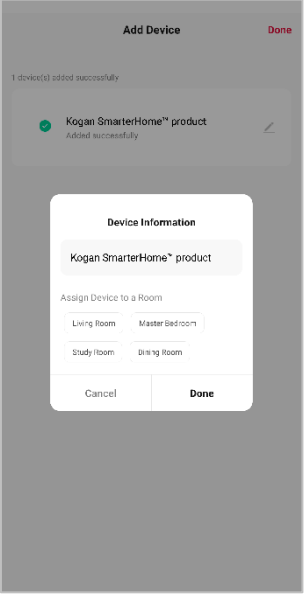 Add Device
Done
1 device(s) added successfully
Kogan SmarterHome™ product
Added successfully
Device Information
Kogan SmarterHome™ product
Assign Device to a Room
Living Room
Master Bedroom
Study Room
Dining Room
Cancel
Done